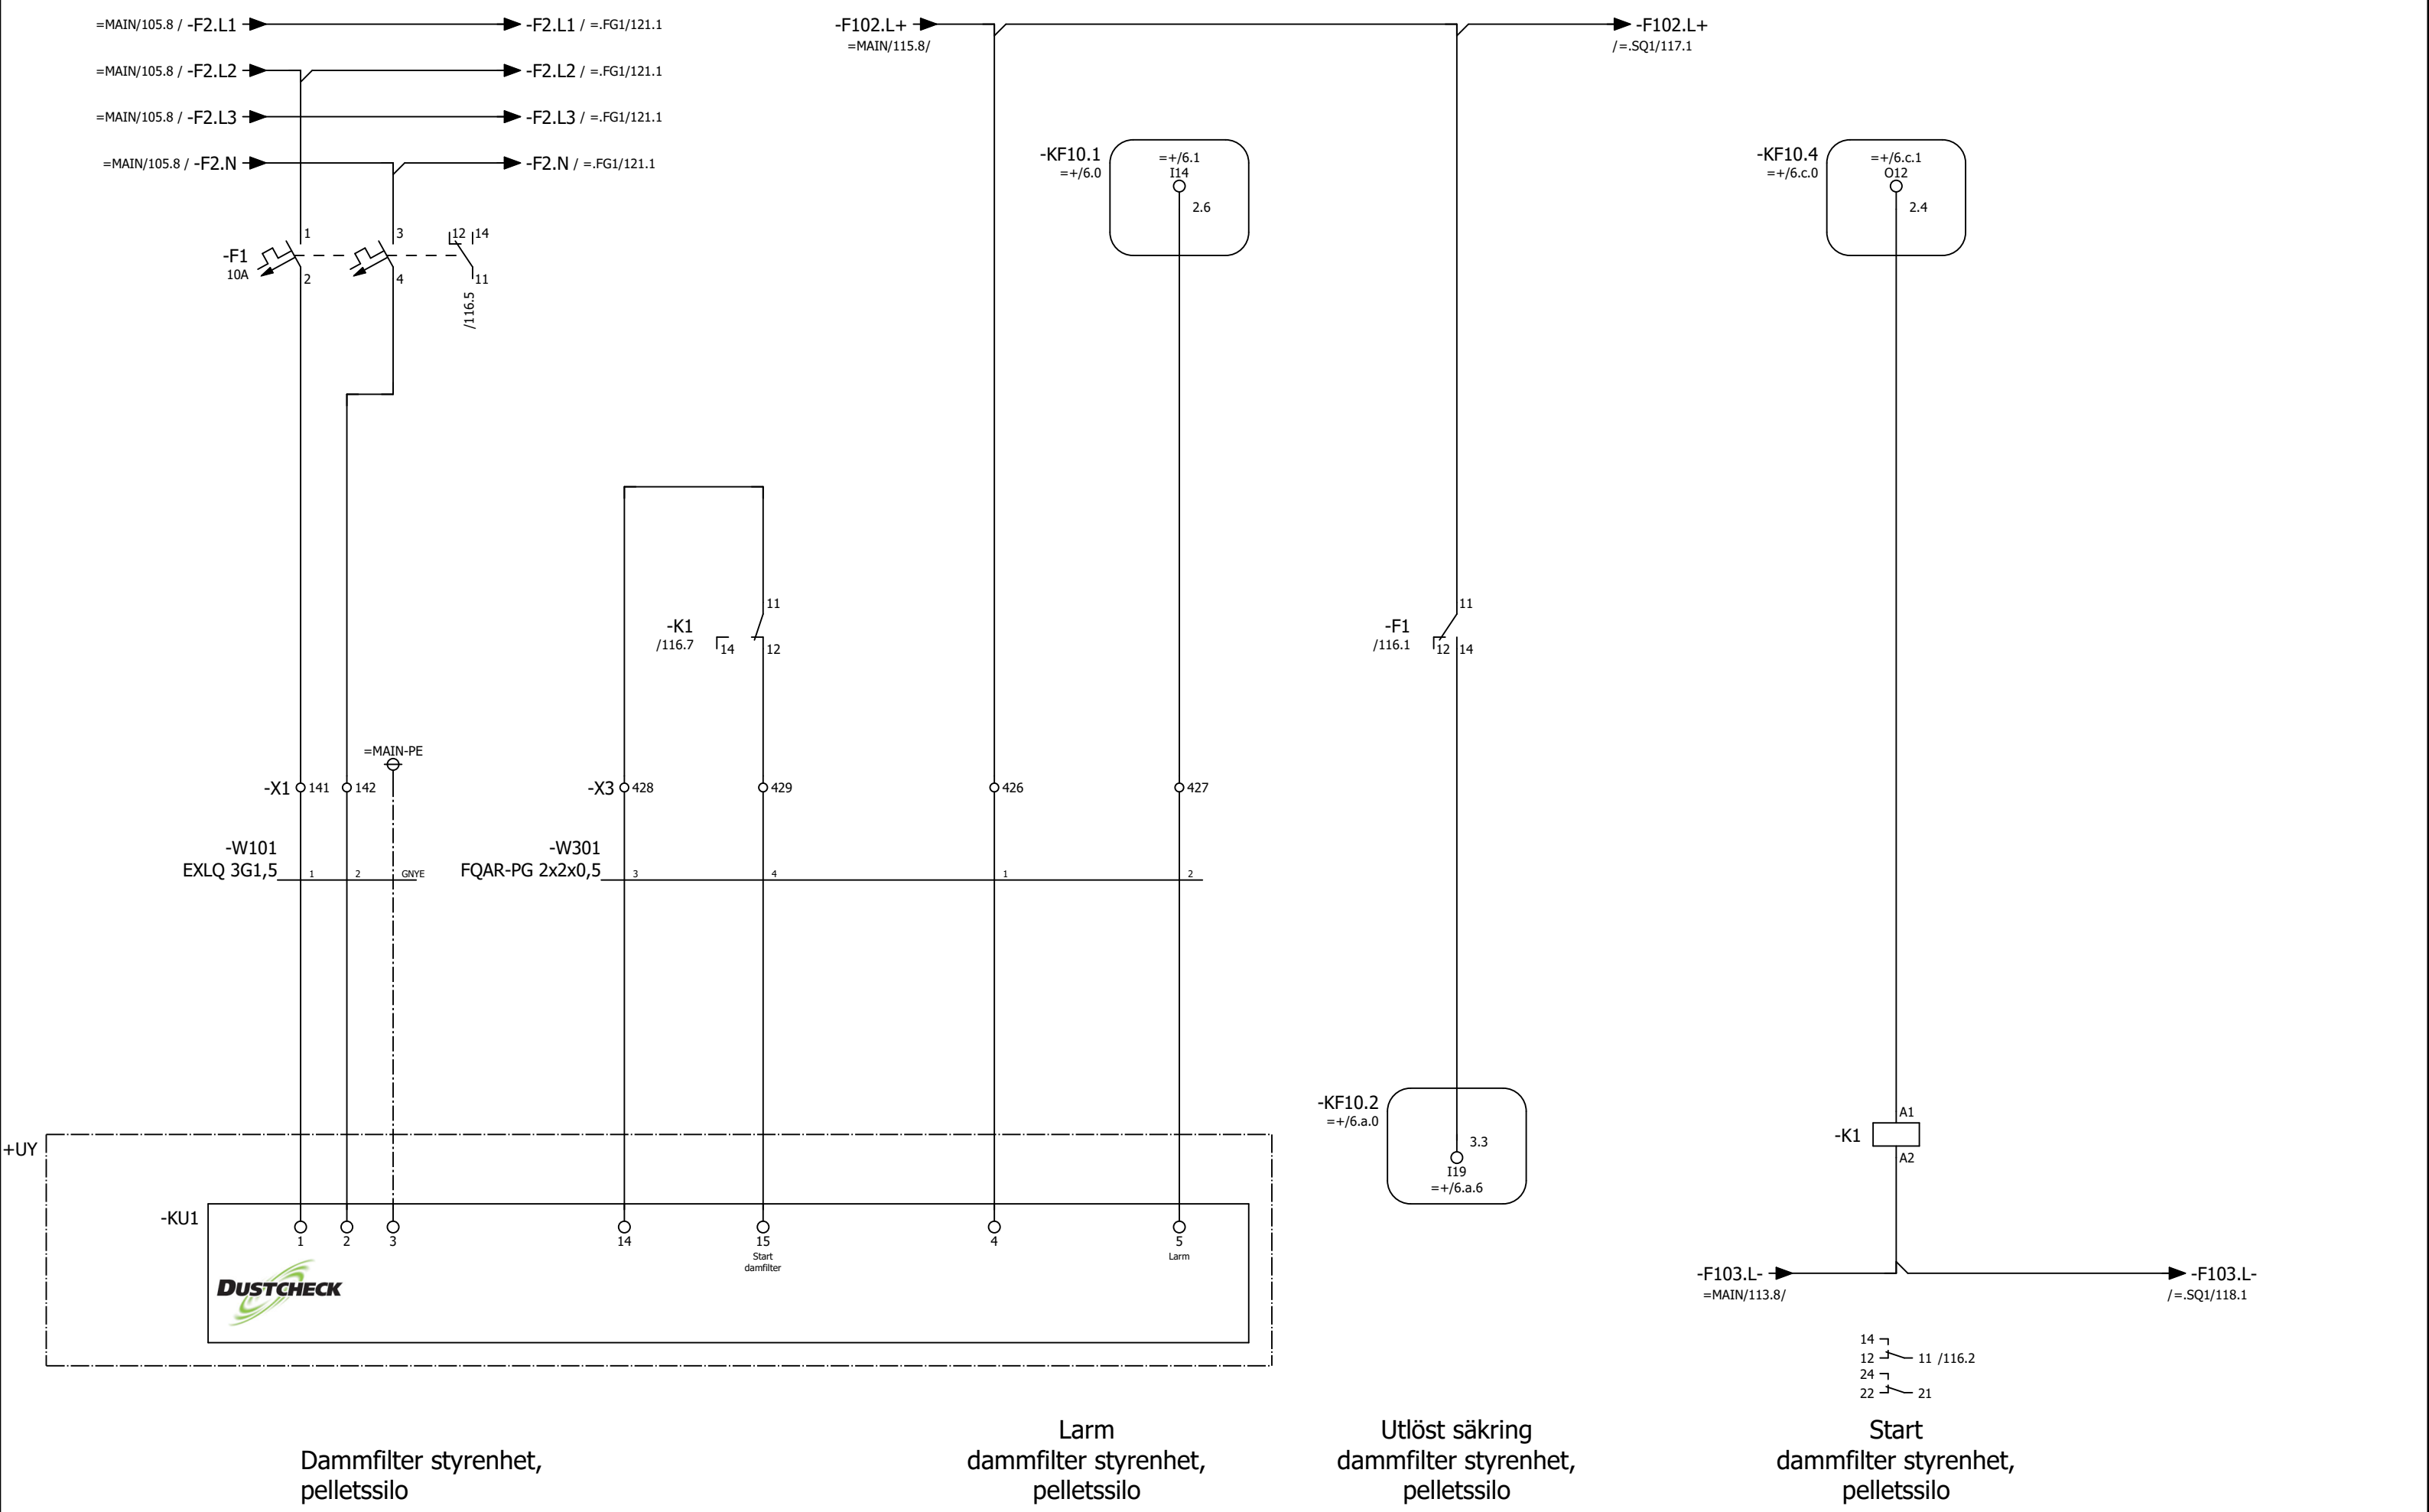 =MAIN/105.8 / -F2.L1
-F2.L1 / =.FG1/121.1
-F102.L+
=MAIN/115.8/
-F102.L+
/=.SQ1/117.1
=MAIN/105.8 / -F2.L2
-F2.L2 / =.FG1/121.1
=MAIN/105.8 / -F2.L3
-F2.L3 / =.FG1/121.1
=MAIN/105.8 / -F2.N
-F2.N / =.FG1/121.1
-KF10.1
=+/6.0
=+/6.1
I14
2.6
-KF10.4
=+/6.c.0
=+/6.c.1
O12
2.4
-F1
10A
1
2
3
4
12
14
11
/116.5
-K1
/116.7
11
14
12
-F1
/116.1
11
12
14
=MAIN-PE
-X1
141
142
-X3
428
429
426
427
-W101
EXLQ 3G1,5
1
2
GNYE
-W301
FQAR-PG 2x2x0,5
3
4
1
2
-KF10.2
=+/6.a.0
3.3
I19
=+/6.a.6
-K1
A1
A2
+UY
-KU1
1
2
3
14
15
Start
damfilter
4
5
Larm
DUSTCHECK
-F103.L-
=MAIN/113.8/
-F103.L-
/=.SQ1/118.1
14
12
11 /116.2
24
22
21
Dammfilter styrenhet,
pelletssilo
Larm
dammfilter styrenhet,
pelletssilo
Utlöst säkring
dammfilter styrenhet,
pelletssilo
Start
dammfilter styrenhet,
pelletssilo